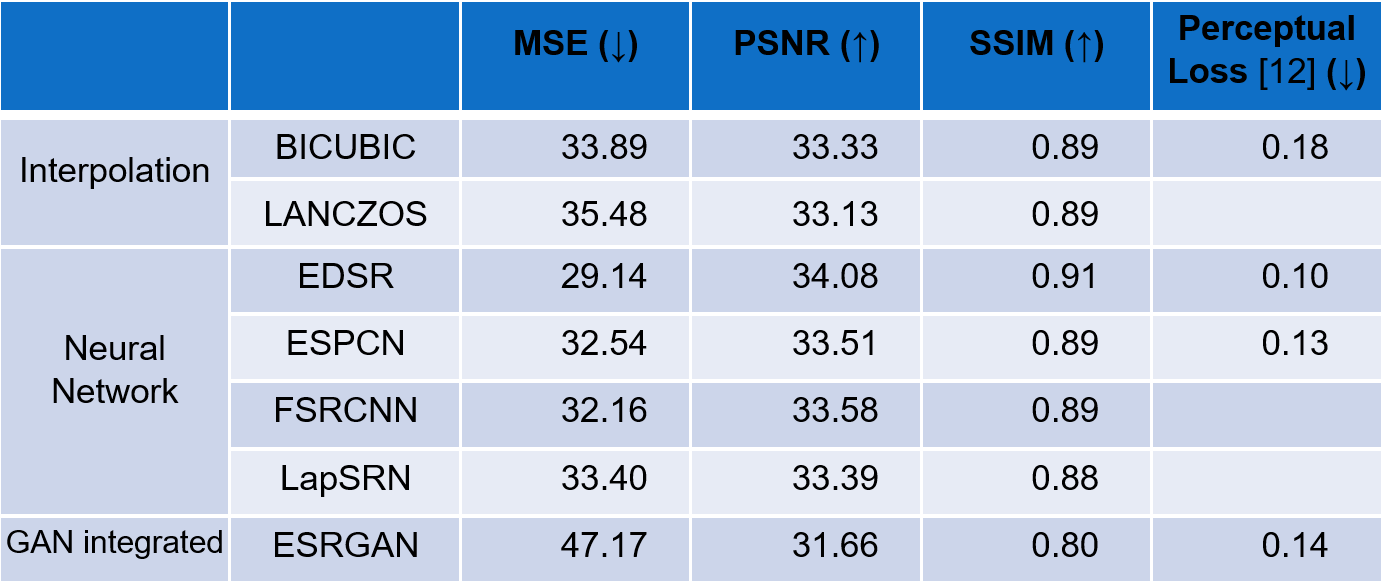 MSE (↓) PSNR (↑) SSIM (↑) Perceptual Loss [12] (↓)
Interpolation BICUBIC 33.89 33.33 0.89 0.18
LANCZOS 35.48 33.13 0.89
Neural Network EDSR 29.14 34.08 0.91 0.10
ESPCN 32.54 33.51 0.89 0.13
FSRCNN 32.16 33.58 0.89
LapSRN 33.40 33.39 0.88
GAN integrated ESRGAN 47.17 31.66 0.80 0.14